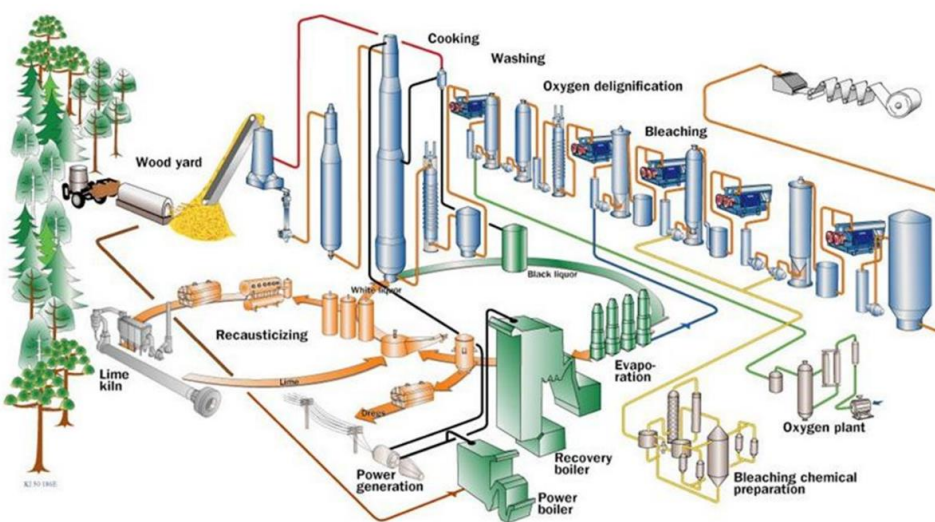 Cooking
Washing
Oxygen delignification
Bleaching
Wood yard
Black liquor
White liquor
Recausticizing
Lime
kiln
Lime
Evapo-
ration
Dregs
Oxygen plant
Recovery
boiler
Power
generation
Power
boiler
Bleaching chemical
preparation